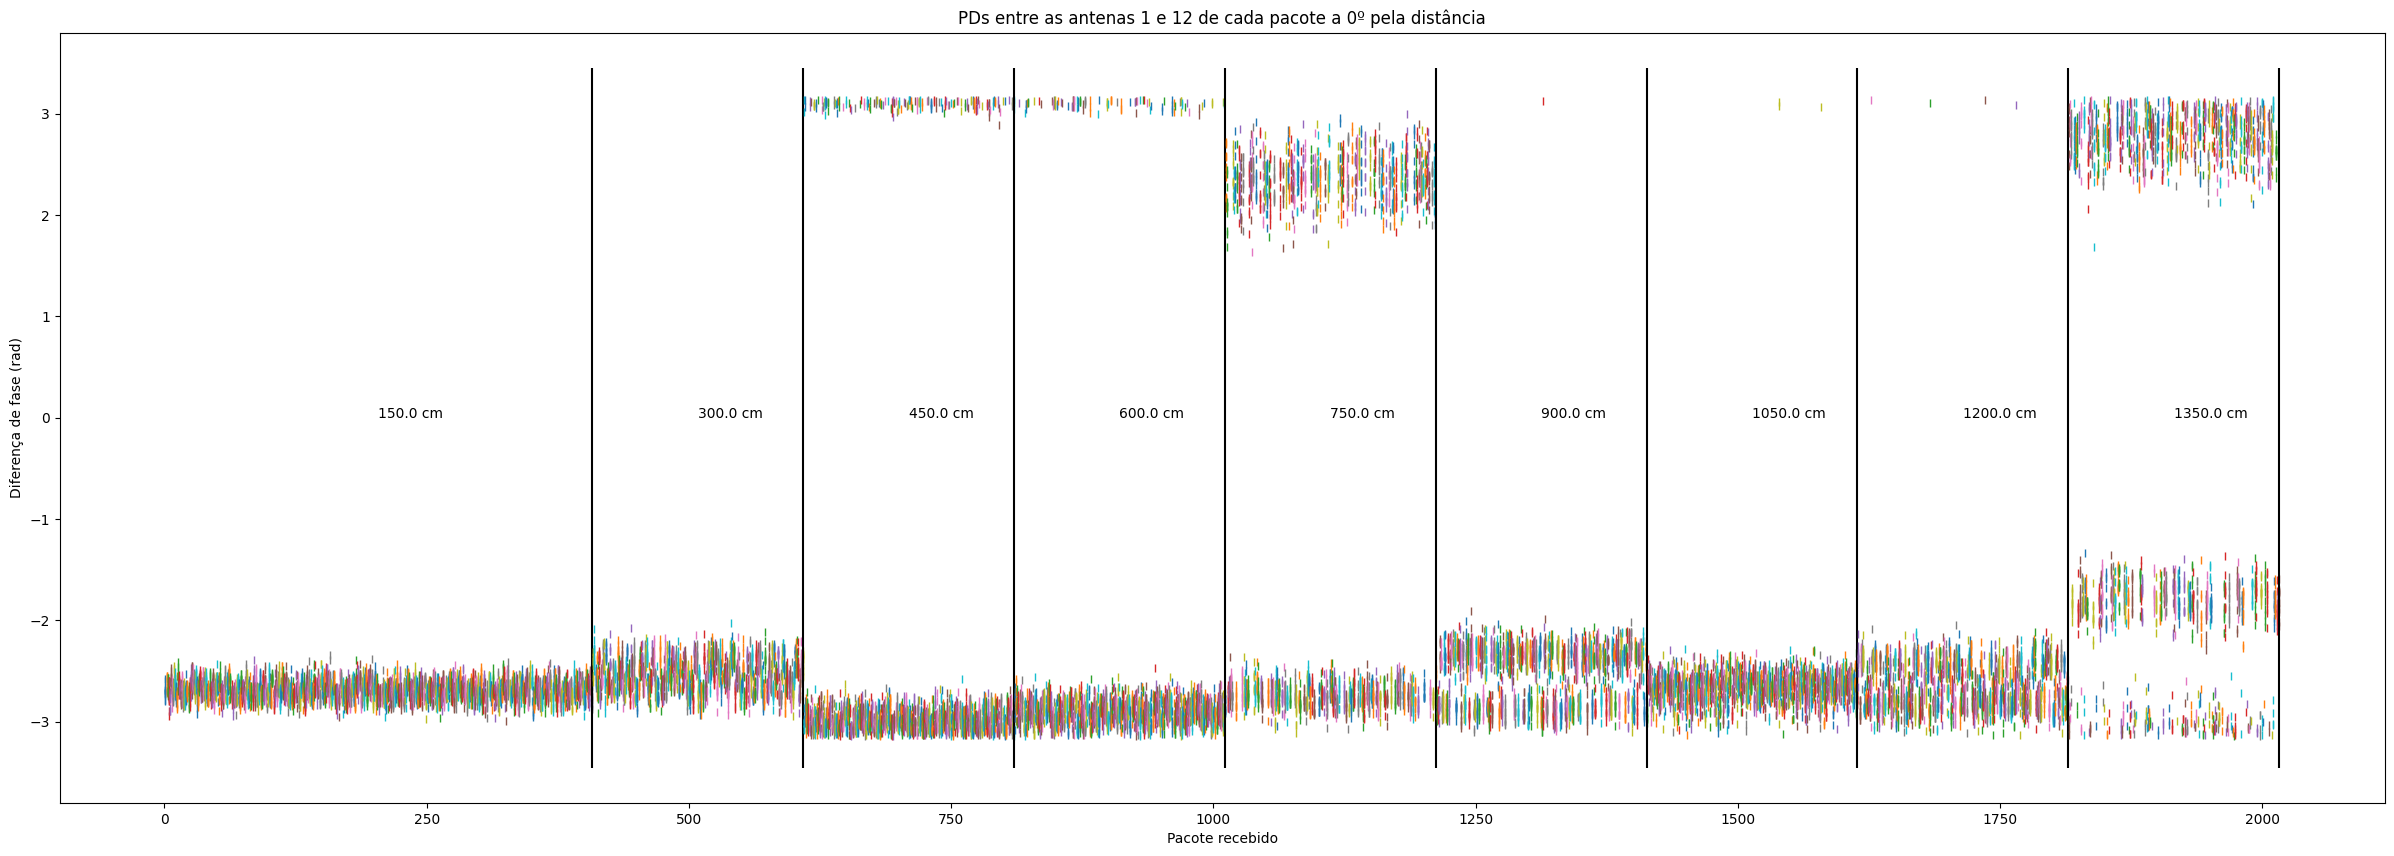 PDs entre as antenas 1 e 12 de cada pacote a 0º pela distância
Diferença de fase (rad)
3
2
1
0
−1
−2
−3
150.0 cm
300.0 cm
450.0 cm
600.0 cm
750.0 cm
900.0 cm
1050.0 cm
1200.0 cm
1350.0 cm
0
250
500
750
1000
1250
1500
1750
2000
Pacote recebido